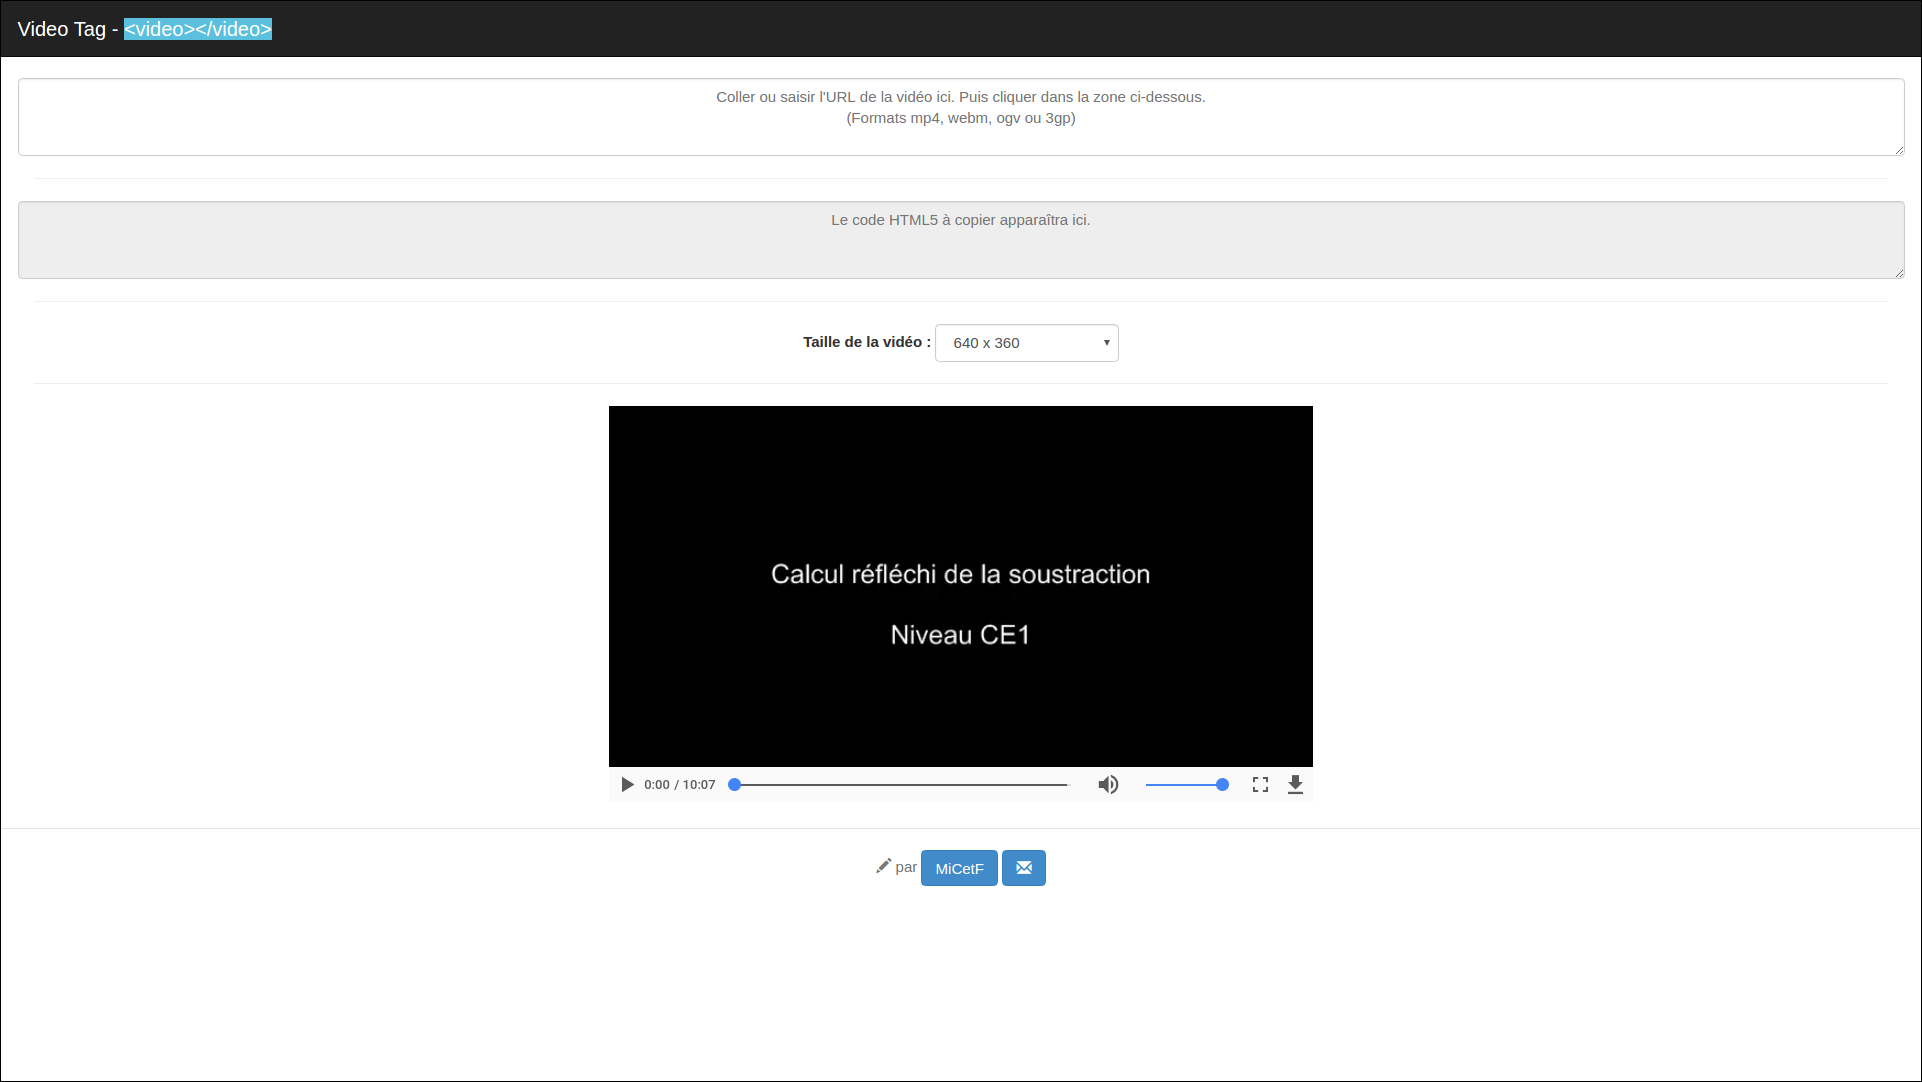 Video Tag - <video></video>
Coller ou saisir l'URL de la vidéo ici. Puis cliquer dans la zone ci-dessous.
(Formats mp4, webm, ogv ou 3gp)
Le code HTML5 à copier apparaîtra ici.
Taille de la vidéo : 640 x 360
Calcul réfléchi de la soustraction
Niveau CE1
0:00 / 10:07
par MiCetF